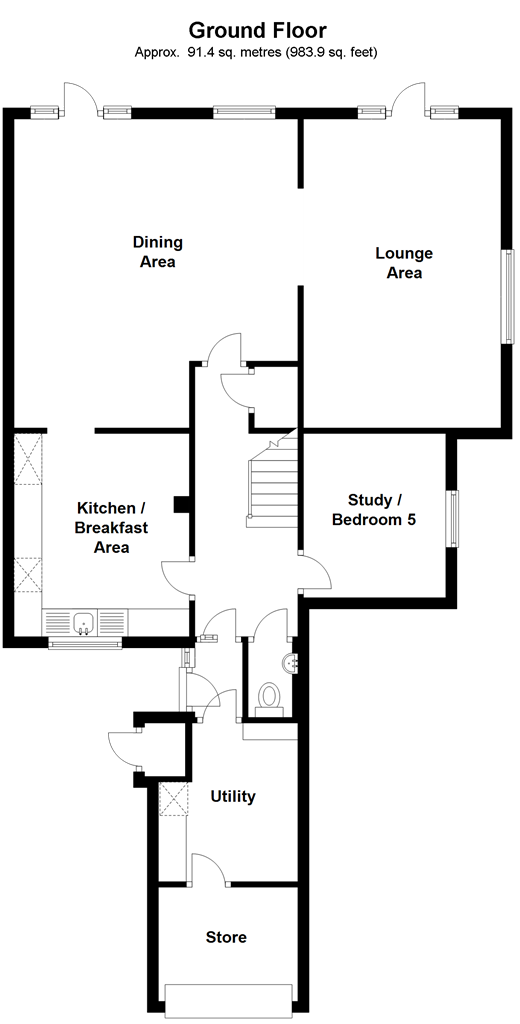 Ground Floor
Approx. 91.4 sq. metres (983.9 sq. feet)
Dining
Area
Lounge
Area
Kitchen /
Breakfast
Area
Study /
Bedroom 5
Utility
Store